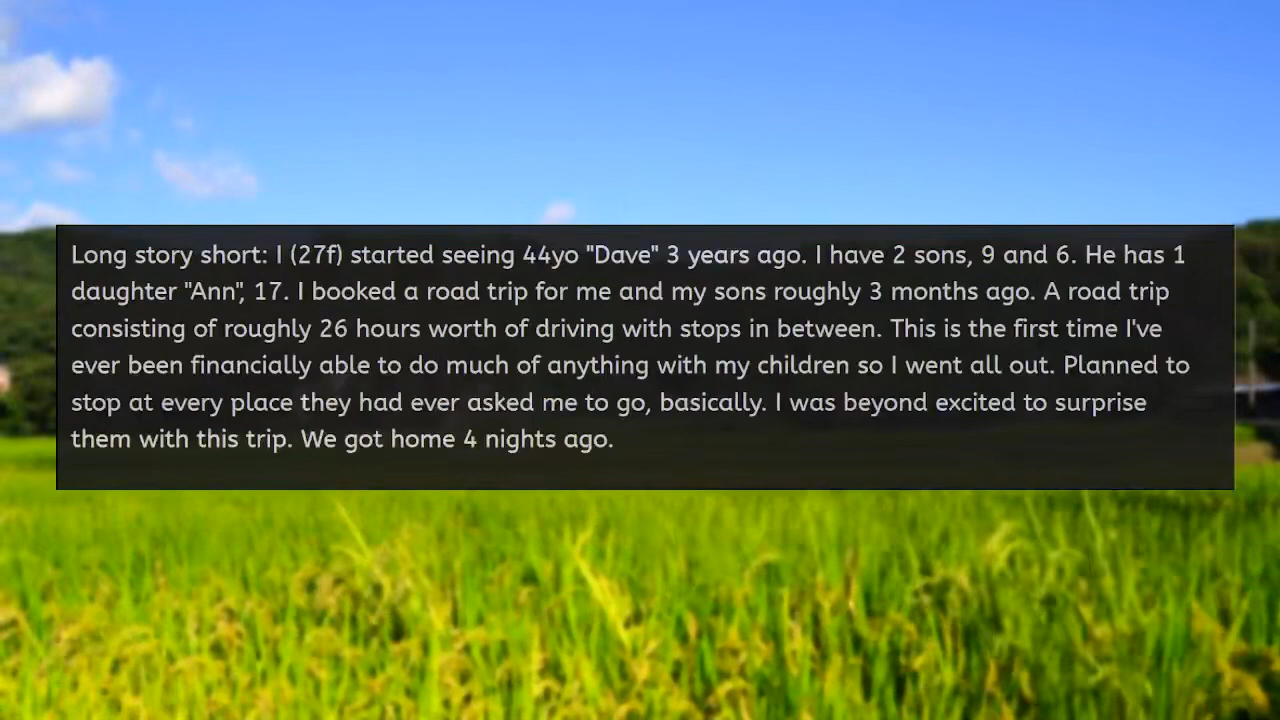 Long story short: I (27f) started seeing 44yo "Dave" 3 years ago. I have 2 sons, 9 and 6. He has 1
daughter "Ann", 17. I booked a road trip for me and my sons roughly 3 months ago. A road trip
consisting of roughly 26 hours worth of driving with stops in between. This is the first time I've
ever been financially able to do much of anything with my children so I went all out. Planned to
stop at every place they had ever asked me to go, basically. I was beyond excited to surprise
them with this trip. We got home 4 nights ago.